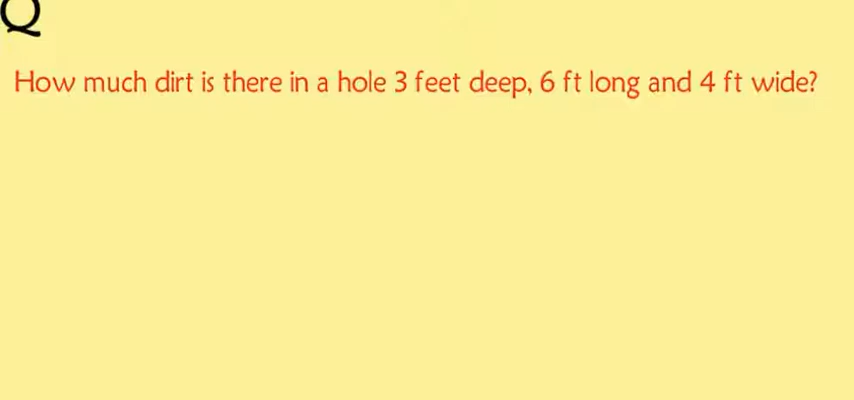 Q
How much dirt is there in a hole 3 feet deep, 6 ft long and 4 ft wide?